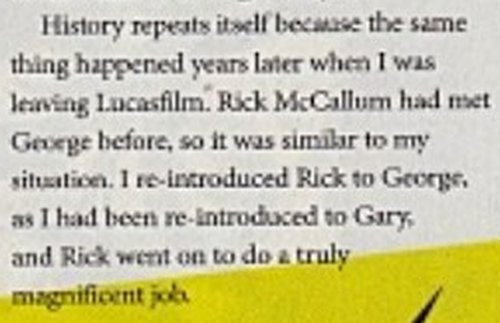 History repeats itself because the same
thing happened years later when I was
leaving Lucasfilm. Rick McCallum had met
George before, so it was similar to my
situation. I re-introduced Rick to George,
as I had been re-introduced to Gary,
and Rick went on to do a truly
magnificent job.